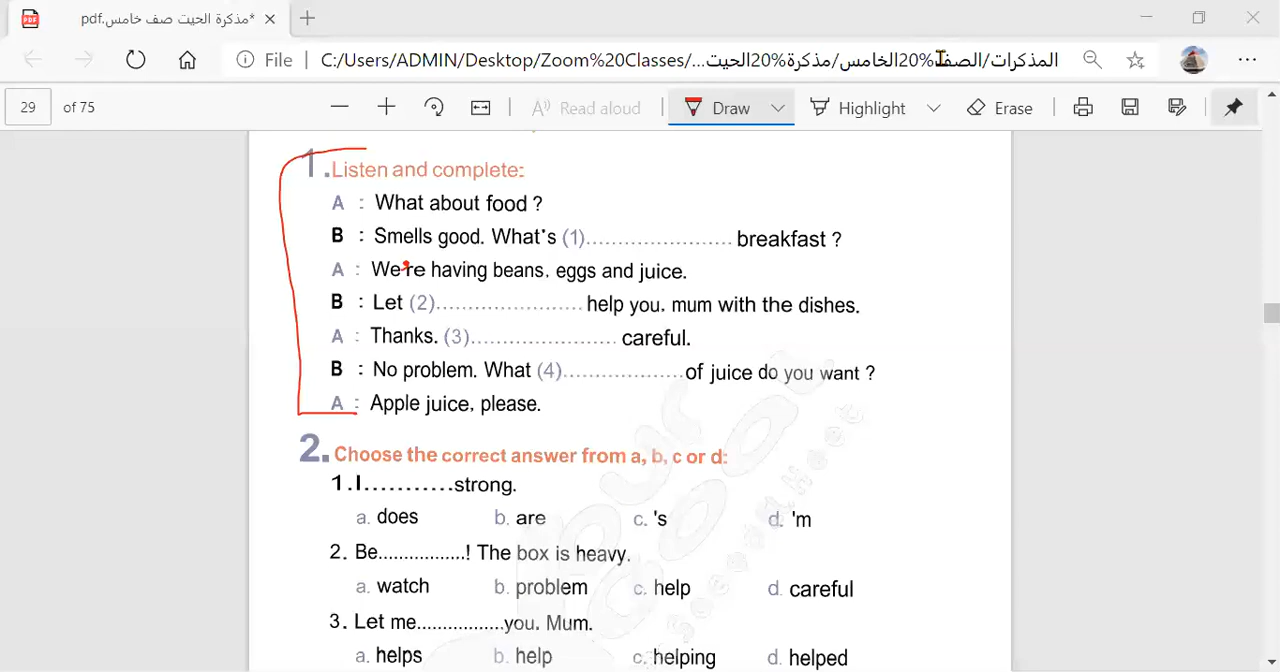 مذكرة الحيت صف خامس.pdf*
File C:/Users/ADMIN/Desktop/Zoom%20Classes/...المذكرات/الصف%20الخامس/مذكرة%20الحيت
29 of 75 Read aloud Draw Highlight Erase
1. Listen and complete:
A : What about food ?
B : Smells good. What's (1)........................ breakfast ?
A : We're having beans, eggs and juice.
B : Let (2)........................ help you, mum with the dishes.
A : Thanks. (3)........................ careful.
B : No problem. What (4)....................of juice do you want ?
A : Apple juice, please.
2. Choose the correct answer from a, b, c or d:
1. I...........strong.
a. does b. are c. 's d. 'm
2. Be................! The box is heavy.
a. watch b. problem c. help d. careful
3. Let me................you, Mum.
a. helps b. help c. helping d. helped